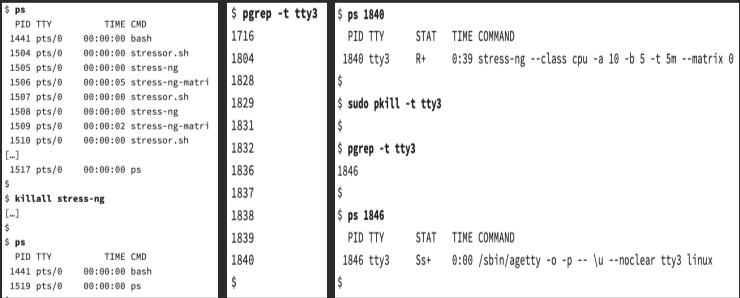 $ ps
PID TTY TIME CMD
1441 pts/0 00:00:00 bash
1504 pts/0 00:00:00 stressor.sh
1505 pts/0 00:00:00 stress-ng
1506 pts/0 00:00:05 stress-ng-matri
1507 pts/0 00:00:00 stressor.sh
1508 pts/0 00:00:00 stress-ng
1509 pts/0 00:00:02 stress-ng-matri
1510 pts/0 00:00:00 stressor.sh
[…]
1517 pts/0 00:00:00 ps
$
$ killall stress-ng
[…]
$
$ ps
PID TTY TIME CMD
1441 pts/0 00:00:00 bash
1519 pts/0 00:00:00 ps
$ pgrep -t tty3
1716
1804
1828
1829
1831
1832
1836
1837
1838
1839
1840
$
$ ps 1840
PID TTY STAT TIME COMMAND
1840 tty3 R+ 0:39 stress-ng --class cpu -a 10 -b 5 -t 5m --matrix 0
$
$ sudo pkill -t tty3
$
$ pgrep -t tty3
1846
$
$ ps 1846
PID TTY STAT TIME COMMAND
1846 tty3 Ss+ 0:00 /sbin/agetty -o -p -- \u --noclear tty3 linux
$